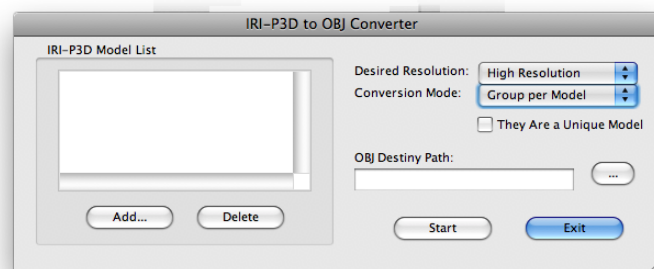 IRI-P3D to OBJ Converter
IRI-P3D Model List
Desired Resolution: High Resolution
Conversion Mode: Group per Model
They Are a Unique Model
OBJ Destiny Path:
...
Add... Delete
Start Exit